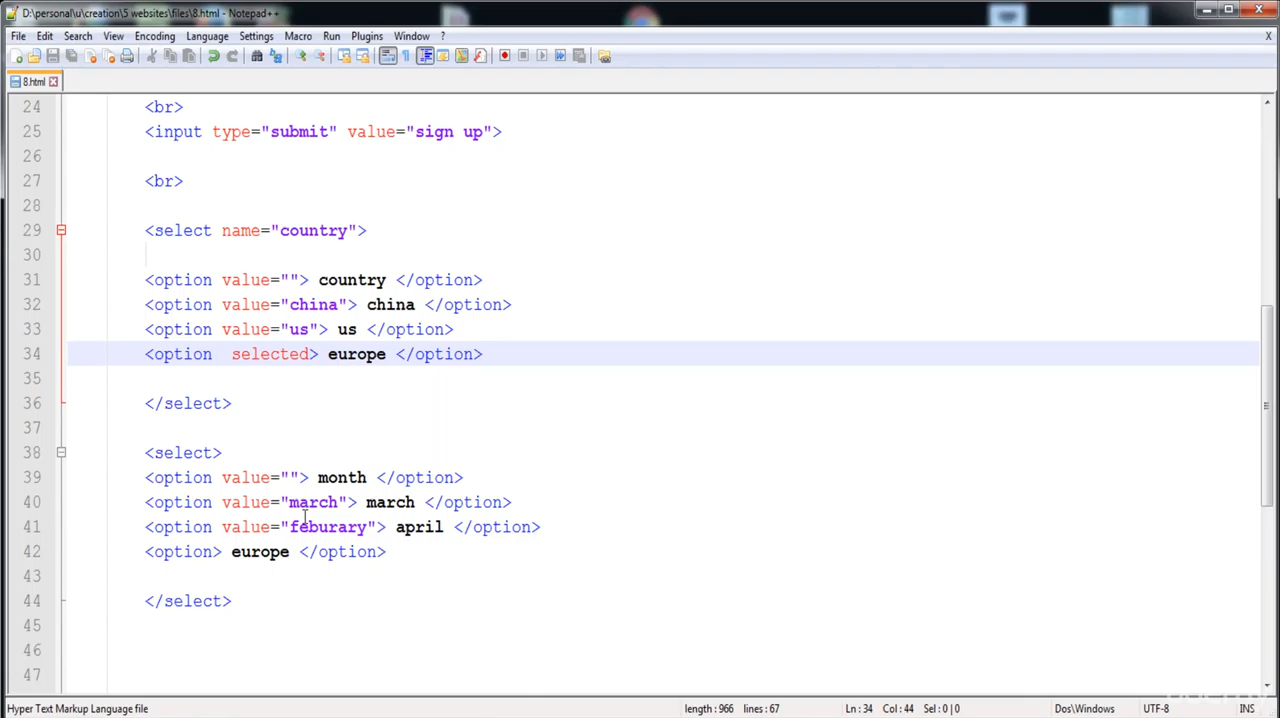 D:\personal\u\creation\5 websites\files\8.html - Notepad++
File Edit Search View Encoding Language Settings Macro Run Plugins Window ? X
8.html
24 <br>
25 <input type="submit" value="sign up">
26
27 <br>
28
29 <select name="country">
30
31 <option value=""> country </option>
32 <option value="china"> china </option>
33 <option value="us"> us </option>
34 <option  selected> europe </option>
35
36 </select>
37
38 <select>
39 <option value=""> month </option>
40 <option value="march"> march </option>
41 <option value="feburary"> april </option>
42 <option> europe </option>
43
44 </select>
45
46
47
Hyper Text Markup Language file length : 966 lines : 67 Ln : 34 Col : 44 Sel : 0 | 0 Dos\Windows UTF-8 INS